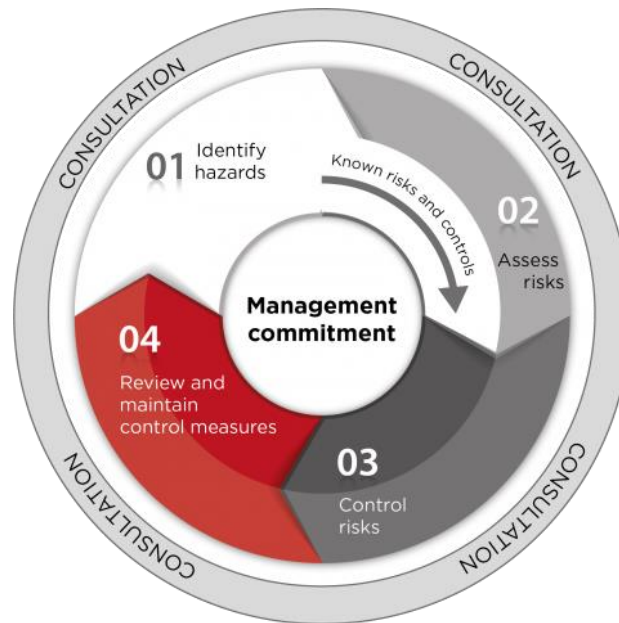 CONSULTATION
CONSULTATION
01
Identify
hazards
Known risks and controls
02
Assess
risks
Management
commitment
04
Review and
maintain
control measures
03
Control
risks
CONSULTATION
CONSULTATION